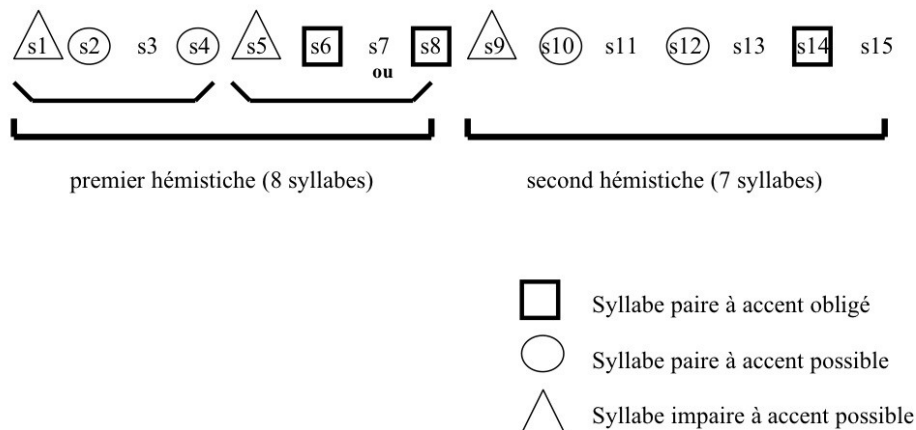 s1 s2 s3 s4 s5 s6 s7 s8 s9 s10 s11 s12 s13 s14 s15
ou
premier hémistiche (8 syllabes) second hémistiche (7 syllabes)
Syllabe paire à accent obligé
Syllabe paire à accent possible
Syllabe impaire à accent possible